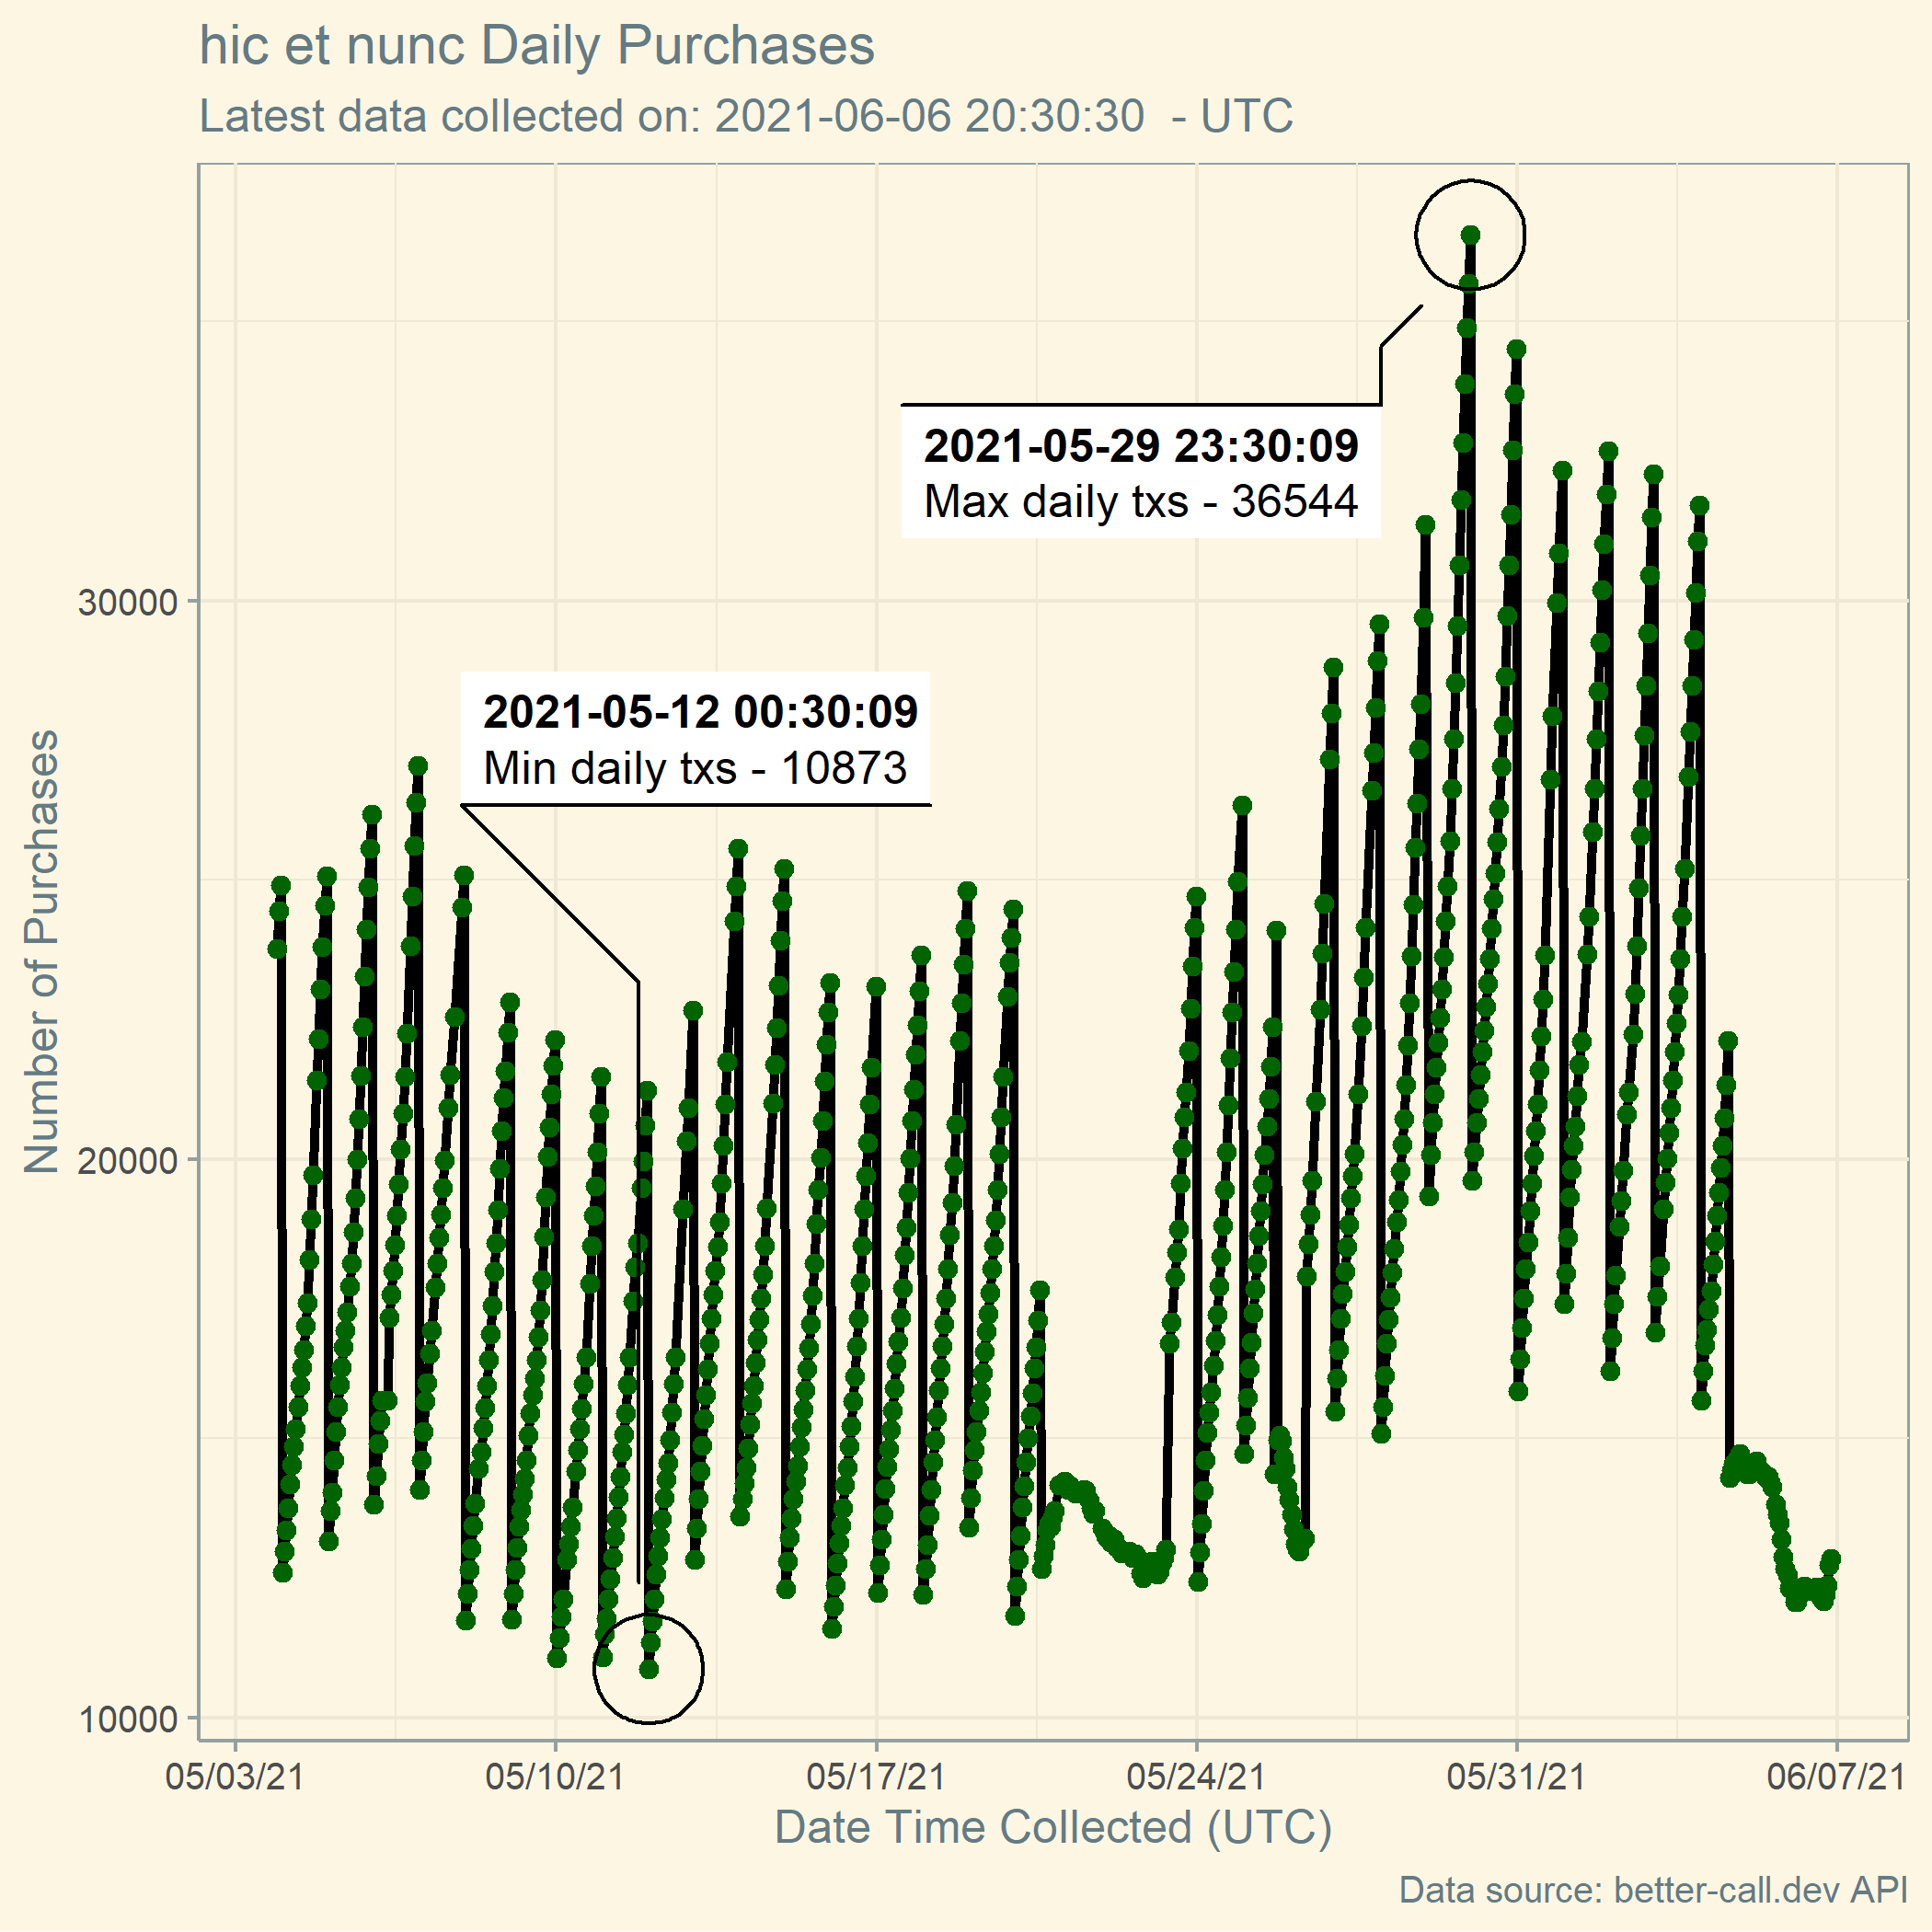 hic et nunc Daily Purchases
Latest data collected on: 2021-06-06 20:30:30  - UTC
2021-05-29 23:30:09
Max daily txs - 36544
2021-05-12 00:30:09
Min daily txs - 10873
Number of Purchases
30000
20000
10000
05/03/21 05/10/21 05/17/21 05/24/21 05/31/21 06/07/21
Date Time Collected (UTC)
Data source: better-call.dev API